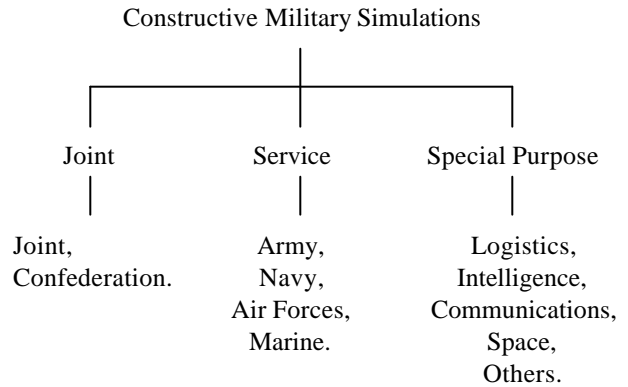 Constructive Military Simulations
Joint
Service
Special Purpose
Joint,
Confederation.
Army,
Navy,
Air Forces,
Marine.
Logistics,
Intelligence,
Communications,
Space,
Others.